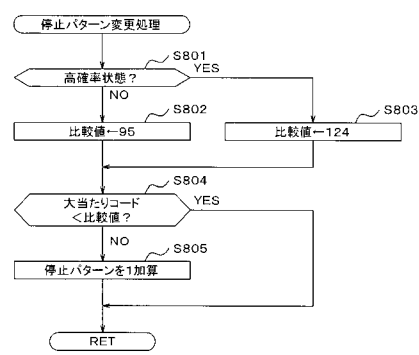 停止パターン変更処理
S801
高確率状態?
YES
NO
S802
比較値←95
S803
比較値←124
S804
大当たりコード
<比較値?
YES
NO
S805
停止パターンを1加算
RET